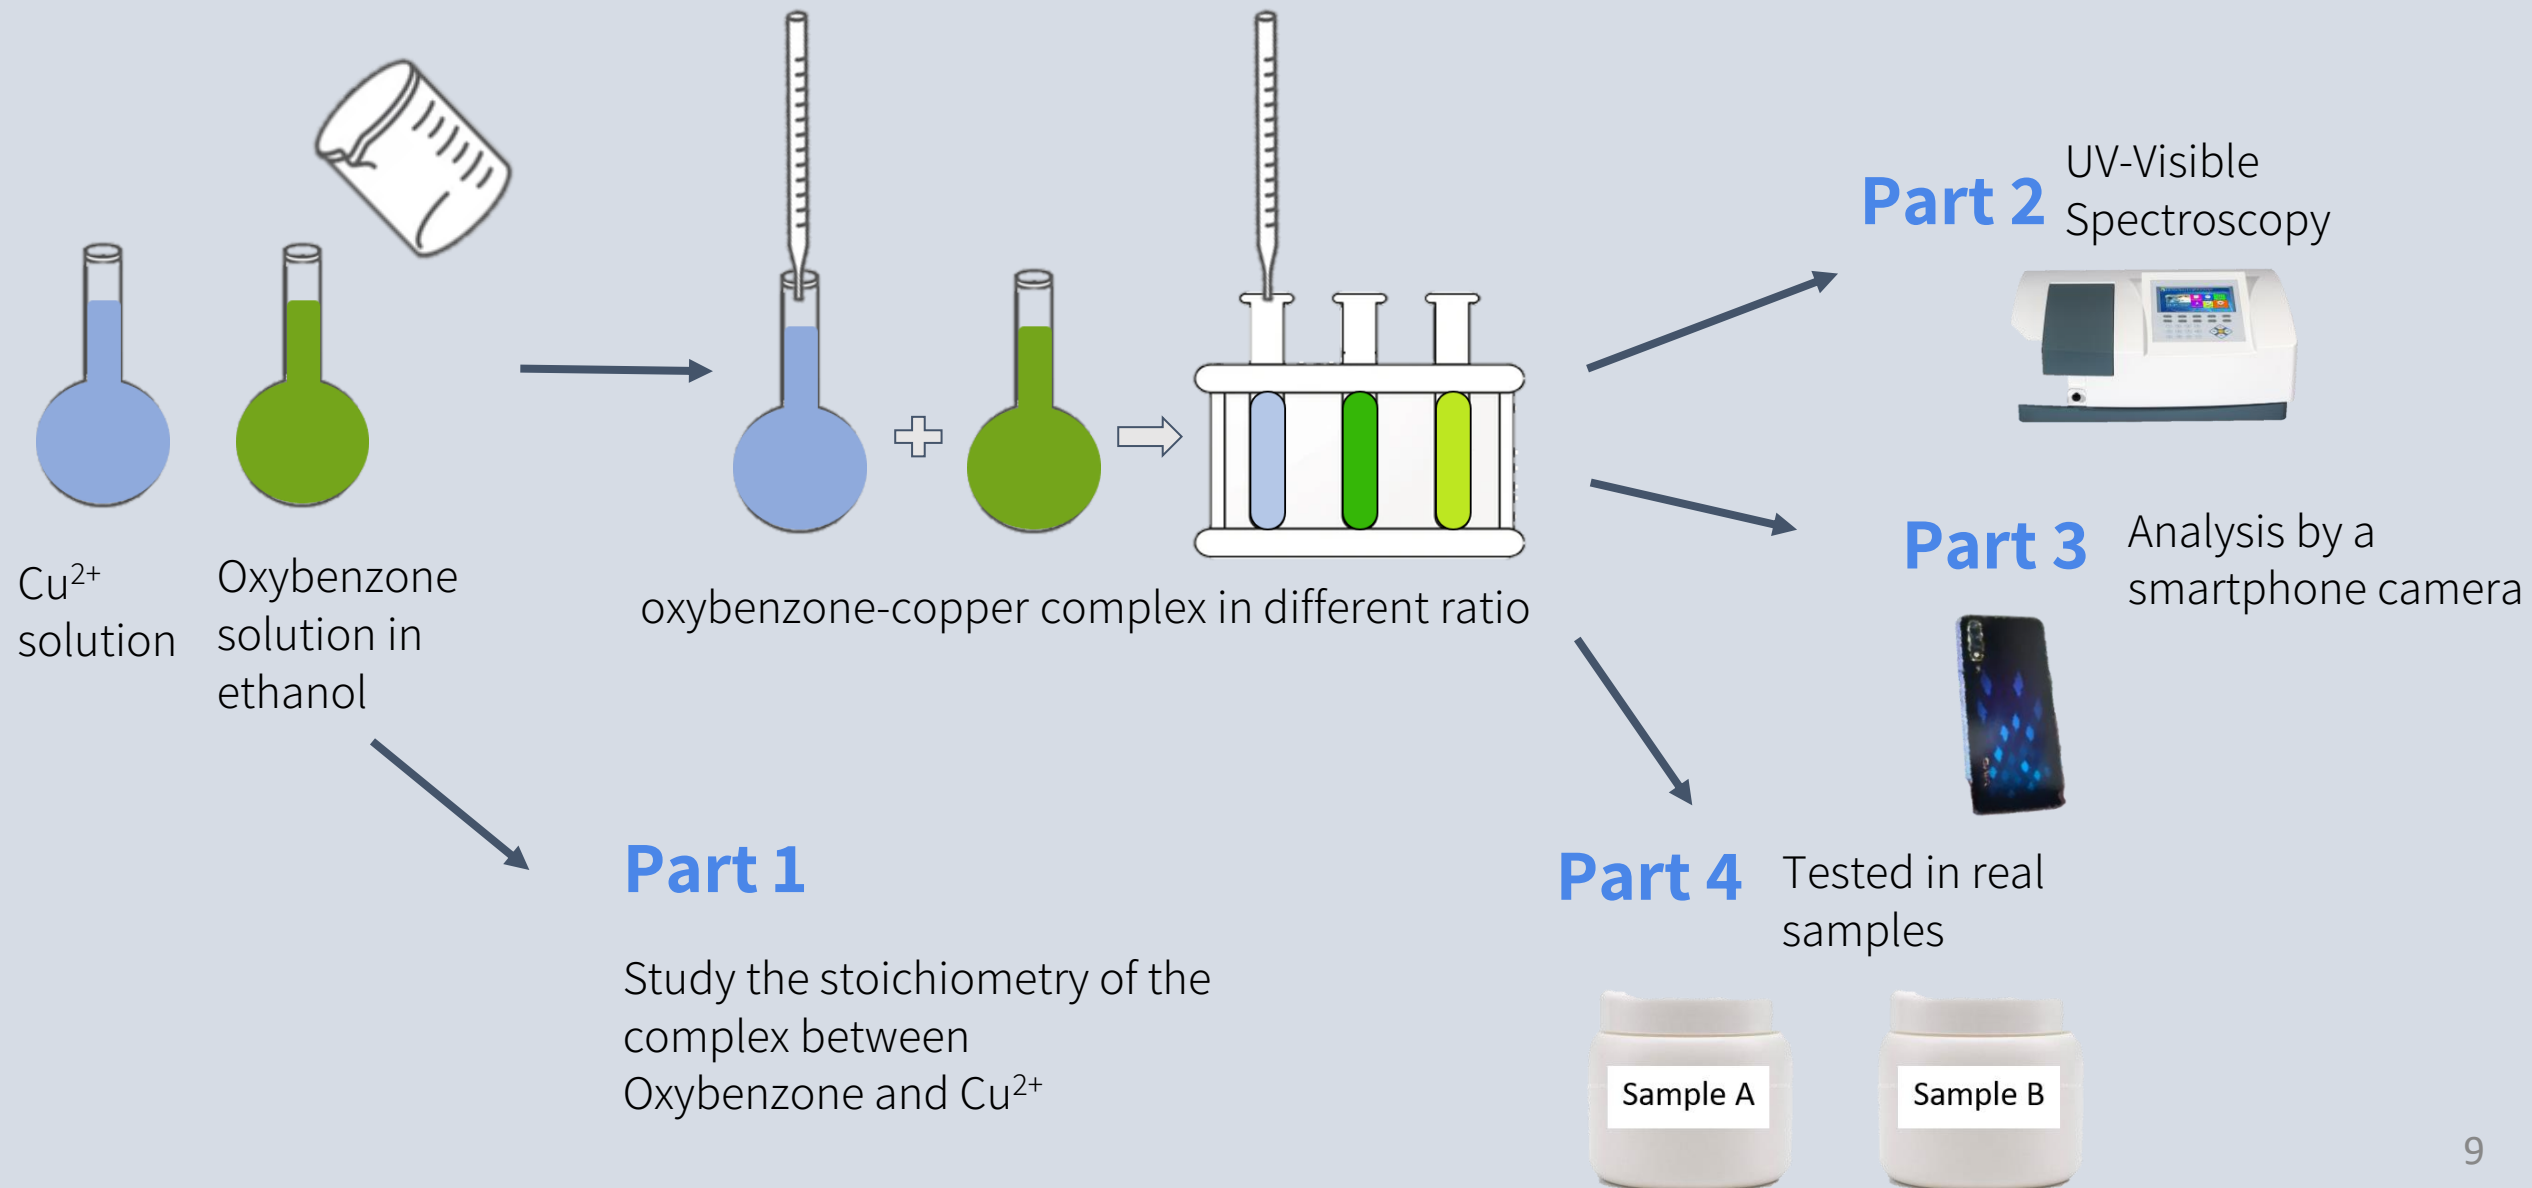 Cu²⁺
solution
Oxybenzone
solution in
ethanol
oxybenzone-copper complex in different ratio
Part 1
Study the stoichiometry of the
complex between
Oxybenzone and Cu²⁺
Part 2
UV-Visible
Spectroscopy
Part 3
Analysis by a
smartphone camera
Part 4
Tested in real
samples
Sample A
Sample B
9